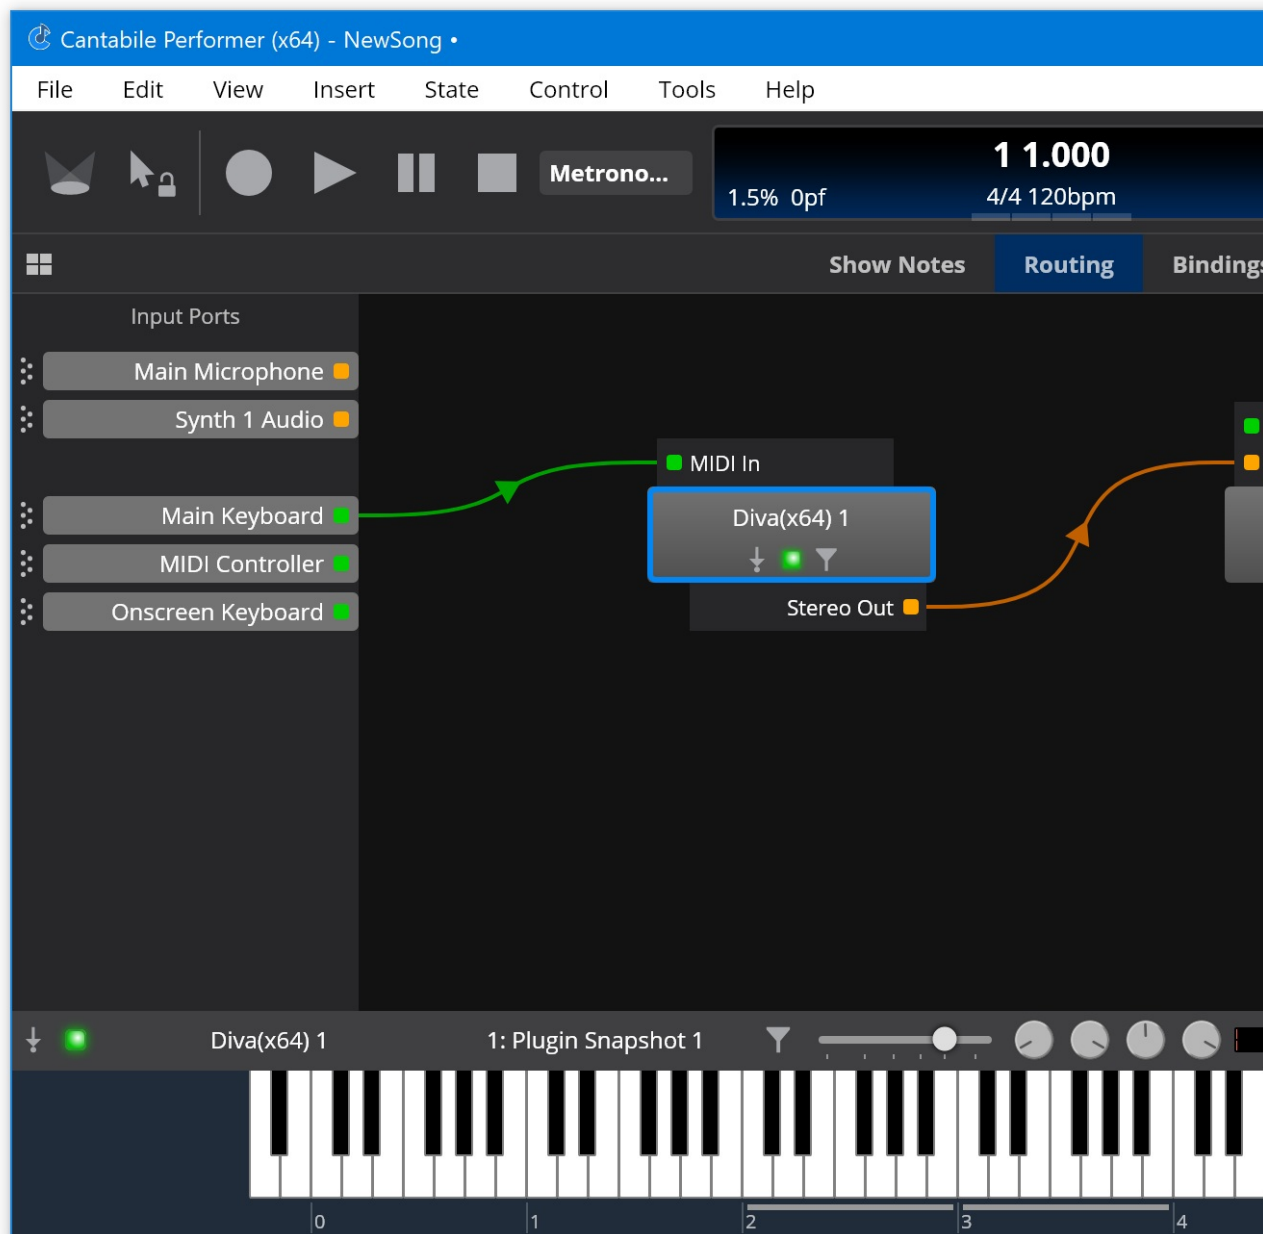 Cantabile Performer (x64) - NewSong •
File Edit View Insert State Control Tools Help
Metrono...
1 1.000
1.5% 0pf
4/4 120bpm
Show Notes Routing Bindings
Input Ports
Main Microphone
Synth 1 Audio
MIDI In
Main Keyboard
Diva(x64) 1
MIDI Controller
Onscreen Keyboard
Stereo Out
Diva(x64) 1
1: Plugin Snapshot 1
0 1 2 3 4